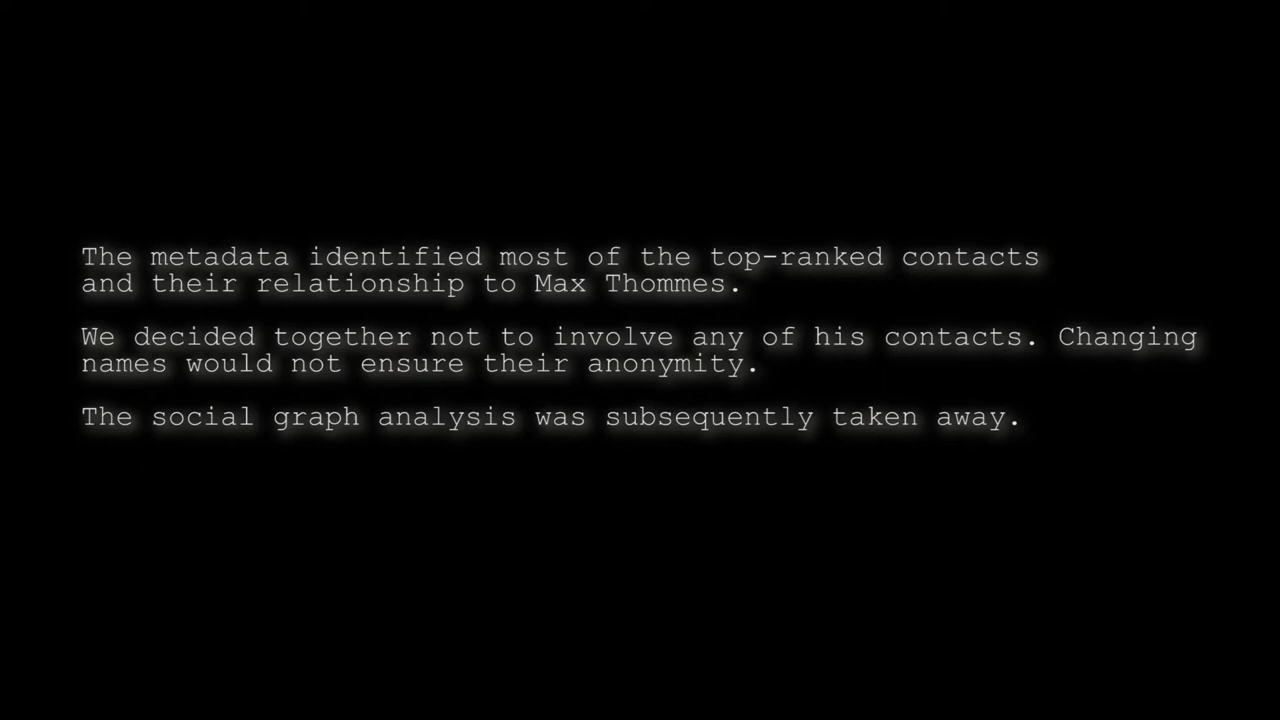 The metadata identified most of the top-ranked contacts
and their relationship to Max Thommes.
We decided together not to involve any of his contacts. Changing
names would not ensure their anonymity.
The social graph analysis was subsequently taken away.